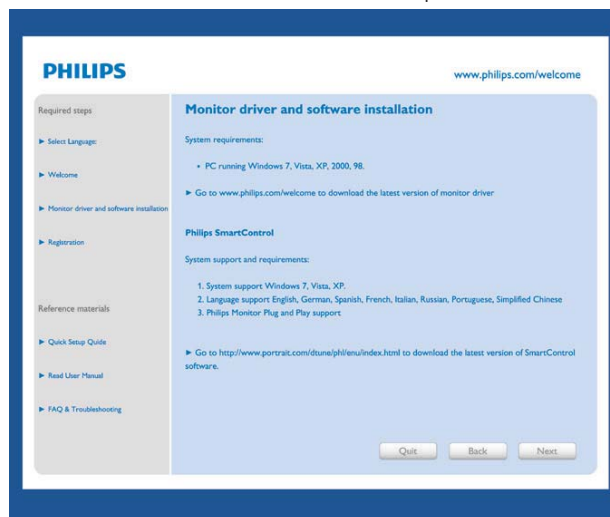 PHILIPS
www.philips.com/welcome
Required steps
► Select Language:
► Welcome
► Monitor driver and software installation
► Registration
Reference materials
► Quick Setup Guide
► Read User Manual
► FAQ & Troubleshooting
Monitor driver and software installation
System requirements:
• PC running Windows 7, Vista, XP, 2000, 98.
► Go to www.philips.com/welcome to download the latest version of monitor driver
Philips SmartControl
System support and requirements:
1. System support Windows 7, Vista, XP.
2. Language support English, German, Spanish, French, Italian, Russian, Portuguese, Simplified Chinese
3. Philips Monitor Plug and Play support
► Go to http://www.portrait.com/dtune/phl/enu/index.html to download the latest version of SmartControl
software.
Quit
Back
Next